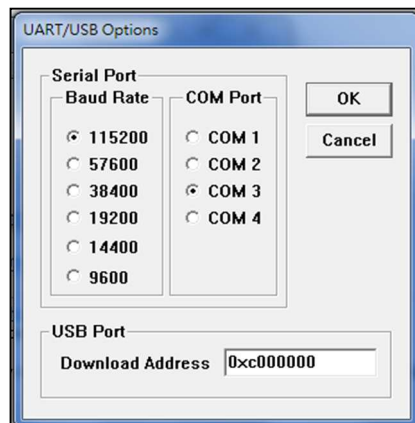 UART/USB Options
Serial Port
Baud Rate
115200
57600
38400
19200
14400
9600
COM Port
COM 1
COM 2
COM 3
COM 4
OK
Cancel
USB Port
Download Address 0xc000000